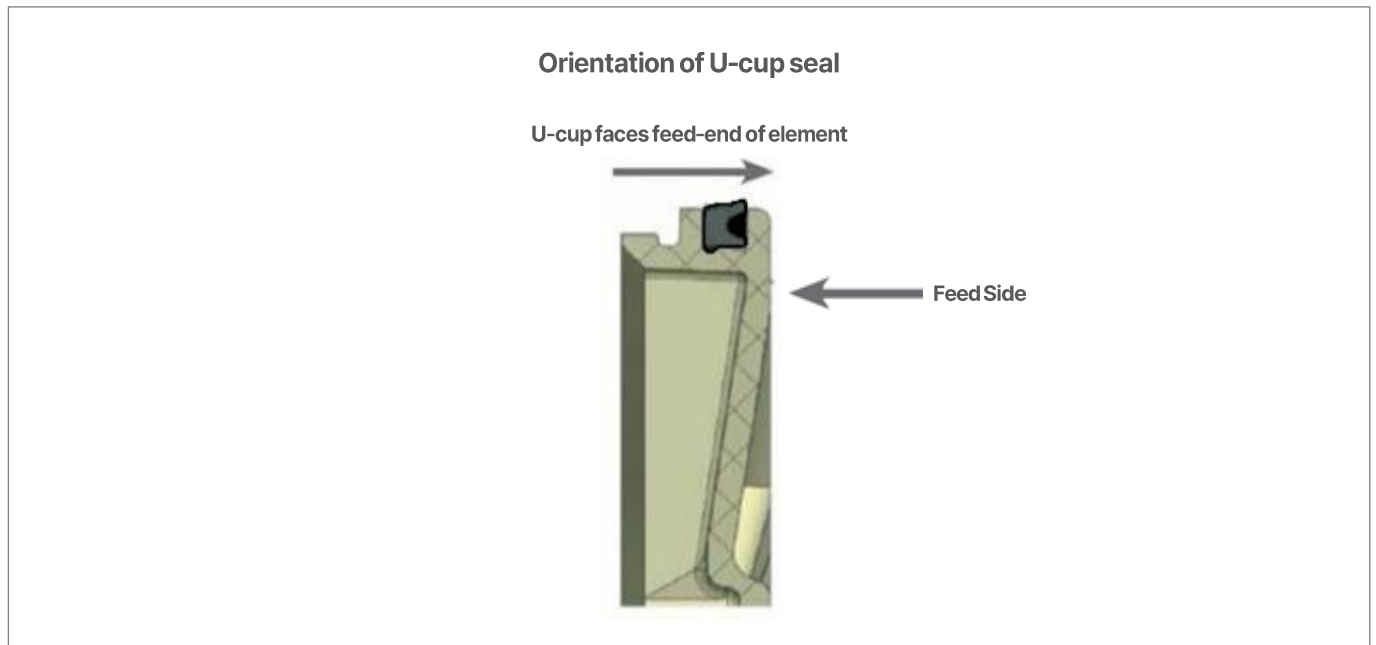 Orientation of U-cup seal
U-cup faces feed-end of element
Feed Side